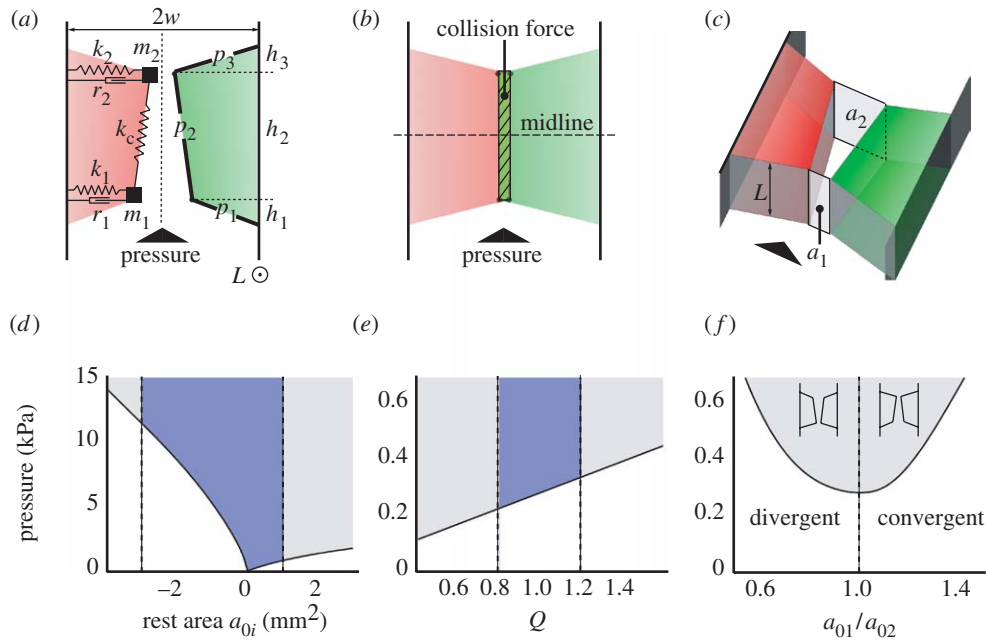 (a)
2w
k2
m2
p3
h3
r2
kc
p2
h2
k1
r1
m1
p1
h1
pressure
L ⊙
(b)
collision force
midline
pressure
(c)
a2
L
a1
(d)
15
10
5
0
pressure (kPa)
−2 0 2
rest area a0i (mm2)
(e)
0.6
0.4
0.2
0
0.6 0.8 1.0 1.2 1.4
Q
(f)
0.6
0.4
0.2
0
divergent convergent
0.6 1.0 1.4
a01/a02